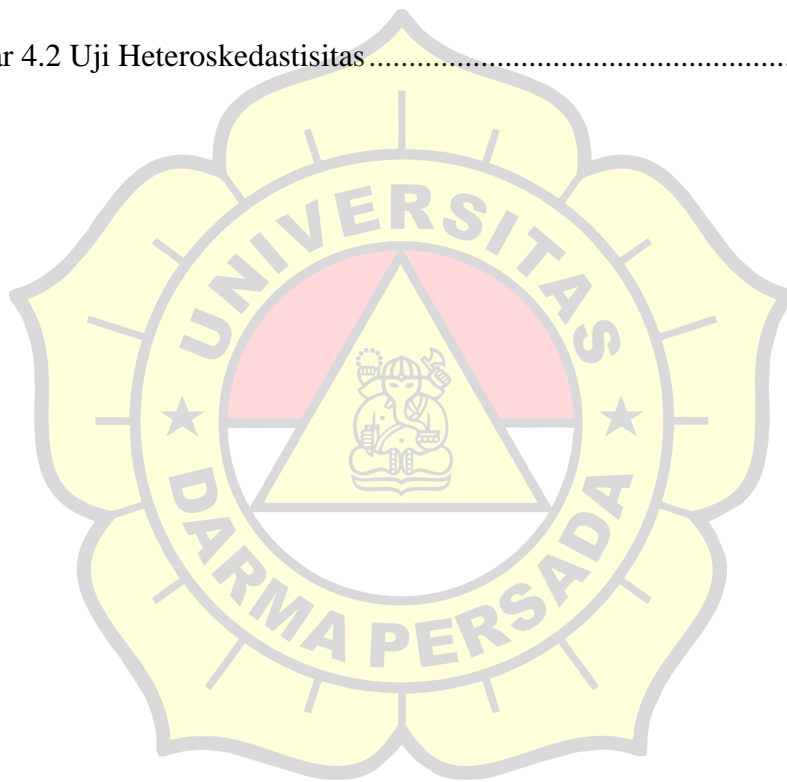 r 4.2 Uji Heteroskedastisitas.....................................................
UNIVERSITAS
DARMA PERSADA